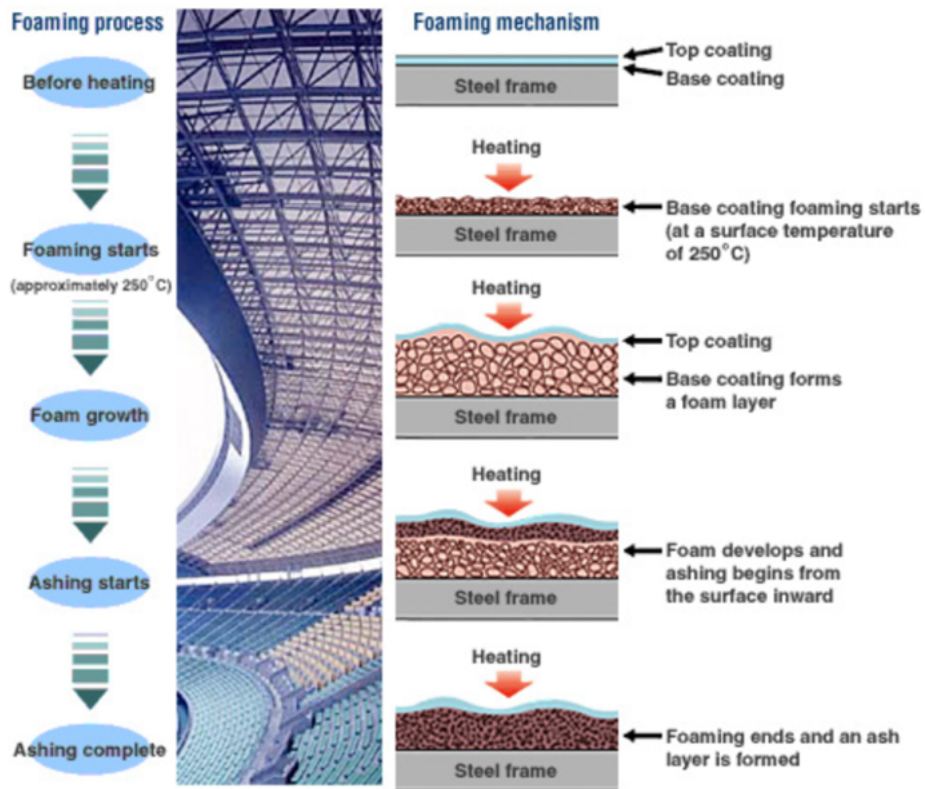 Foaming process
Before heating
Foaming starts
(approximately 250°C)
Foam growth
Ashing starts
Ashing complete
Foaming mechanism
Top coating
Base coating
Steel frame
Heating
Base coating foaming starts
(at a surface temperature
of 250°C)
Steel frame
Heating
Top coating
Base coating forms
a foam layer
Steel frame
Heating
Foam develops and
ashing begins from
the surface inward
Steel frame
Heating
Foaming ends and an ash
layer is formed
Steel frame